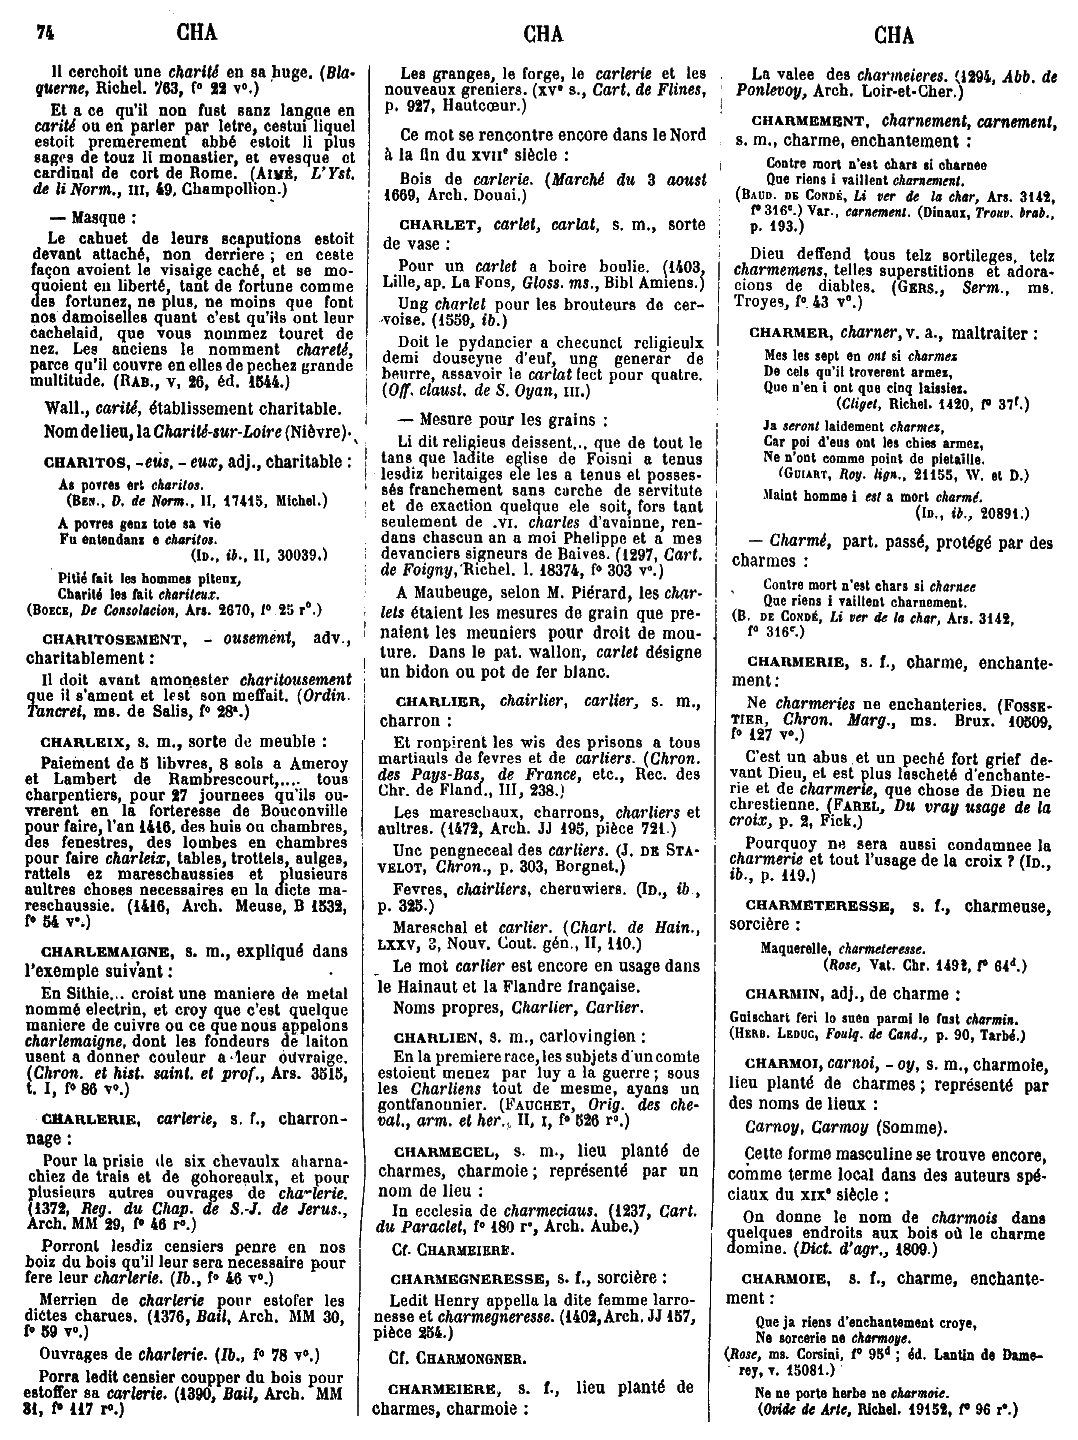 74 CHA CHA CHA
Il cerchoit une charité en sa huge. (Bla-
querne, Richel. 763, f° 22 v°.)
Et a ce qu'il non fust sanz langue en
carité ou en parler par letre, cestui liquel
estoit premerement abbé estoit li plus
sages de touz li monastier, et evesque et
cardinal de cort de Rome. (AIMÉ, L'Yst.
de li Norm., III, 49, Champollion.)
— Masque :
Le cahuet de leurs scaputions estoit
devant attaché, non derriere ; en ceste
façon avoient le visaige caché, et se mo-
quoient en liberté, tant de fortune comme
des fortunez, ne plus, ne moins que font
nos damoiselles quant c'est qu'ils ont leur
cachelaid, que vous nommez touret de
nez. Les anciens le nomment chareté,
parce qu'il couvre en elles de pechez grande
multitude. (RAB., V, 26, éd. 1544.)
Wall., carité, établissement charitable.
Nom de lieu, la Charité-sur-Loire (Nièvre).
CHARITOS, -eus, - eux, adj., charitable :
As povres ert charitos.
(BEN., D. de Norm., II, 17415, Michel.)
A povres genz tote sa vie
Fu entendanz e charitos.
(ID., ib., II, 30039.)
Pitié fait les hommes piteux,
Charité les fait chariteux.
(BOECE, De Consolacion, Ars. 2670, f° 25 r°.)
CHARITOSEMENT, - ousement, adv.,
charitablement :
Il doit avant amonester charitousement
que il s'ament et lest son meffait. (Ordin.
Tancrei, ms. de Salis, f° 28ª.)
CHARLEIX, s. m., sorte de meuble :
Paiement de 5 libvres, 8 sols a Ameroy
et Lambert de Rambrescourt,.... tous
charpentiers, pour 27 journees qu'ils ou-
vrerent en la forteresse de Bouconville
pour faire, l'an 1416, des huis ou chambres,
des fenestres, des lombes en chambres
pour faire charleix, tables, trottels, aulges,
rattels ez mareschaussies et plusieurs
aultres choses necessaires en la dicte ma-
reschaussie. (1416, Arch. Meuse, B 1532,
f° 54 v°.)
CHARLEMAIGNE, s. m., expliqué dans
l'exemple suivant :
En Sithie... croist une maniere de metal
nommé electrin, et croy que c'est quelque
maniere de cuivre ou ce que nous appelons
charlemaigne, dont les fondeurs de laiton
usent a donner couleur a leur ouvraige.
(Chron. et hist. saint. et prof., Ars. 3515,
t. I, f° 86 v°.)
CHARLERIE, carlerie, s. f., charron-
nage :
Pour la prisie de six chevaulx aharna-
chiez de trais et de gohoreaulx, et pour
plusieurs autres ouvrages de charlerie.
(1372, Reg. du Chap. de S.-J. de Jerus.,
Arch. MM 29, f° 46 r°.)
Porront lesdiz censiers penre en nos
boiz du bois qu'il leur sera necessaire pour
fere leur charlerie. (Ib., f° 46 v°.)
Merrien de charlerie pour estofer les
dictes charues. (1376, Bail, Arch. MM 30,
f° 59 v°.)
Ouvrages de charlerie. (Ib., f° 78 v°.)
Porra ledit censier coupper du bois pour
estoffer sa carlerie. (1390, Bail, Arch. MM
31, f° 117 r°.)
Les granges, le forge, le carlerie et les
nouveaux greniers. (XVᵉ s., Cart. de Flines,
p. 927, Hautcœur.)
Ce mot se rencontre encore dans le Nord
à la fin du XVIIᵉ siècle :
Bois de carlerie. (Marché du 3 aoust
1669, Arch. Douai.)
CHARLET, carlet, carlat, s. m., sorte
de vase :
Pour un carlet a boire boulie. (1403,
Lille, ap. La Fons, Gloss. ms., Bibl Amiens.)
Ung charlet pour les brouteurs de cer-
voise. (1559, ib.)
Doit le pydancier a checunct religieulx
demi douseyne d'euf, ung generar de
beurre, assavoir le carlat fect pour quatre.
(Off. claust. de S. Oyan, III.)
— Mesure pour les grains :
Li dit religieus deissent... que de tout le
tans que ladite eglise de Foisni a tenus
lesdiz heritaiges ele les a tenus et posses-
sés franchement sans carche de servitute
et de exaction quelque ele soit, fors tant
seulement de .VI. charles d'avainne, ren-
dans chascun an a moi Phelippe et a mes
devanciers signeurs de Baives. (1297, Cart.
de Foigny, Richel. l. 18374, f° 303 v°.)
A Maubeuge, selon M. Piérard, les char-
lets étaient les mesures de grain que pre-
naient les meuniers pour droit de mou-
ture. Dans le pat. wallon, carlet désigne
un bidon ou pot de fer blanc.
CHARLIER, chairlier, carlier, s. m.,
charron :
Et ronpirent les wis des prisons a tous
martiauls de fevres et de carliers. (Chron.
des Pays-Bas, de France, etc., Rec. des
Chr. de Fland., III, 238.)
Les mareschaux, charrons, charliers et
aultres. (1472, Arch. JJ 195, pièce 721.)
Unc pengneceal des carliers. (J. DE STA-
VELOT, Chron., p. 303, Borgnet.)
Fevres, chairliers, cheruwiers. (ID., ib.,
p. 325.)
Mareschal et carlier. (Chart. de Hain.,
LXXV, 3, Nouv. Cout. gén., II, 110.)
Le mot carlier est encore en usage dans
le Hainaut et la Flandre française.
Noms propres, Charlier, Carlier.
CHARLIEN, s. m., carlovingien :
En la premiere race, les subjets d'un comte
estoient menez par luy a la guerre ; sous
les Charliens tout de mesme, ayans un
gontfanonnier. (FAUCHET, Orig. des che-
val., arm. et her., II, I, f° 526 r°.)
CHARMECEL, s. m., lieu planté de
charmes, charmoie ; représenté par un
nom de lieu :
In ecclesia de charmeciaus. (1237, Cart.
du Paraclet, f° 180 r°, Arch. Aube.)
Cf. CHARMEIERE.
CHARMEGNERESSE, s. f., sorcière :
Ledit Henry appella la dite femme larro-
nesse et charmegneresse. (1402, Arch. JJ 157,
pièce 254.)
Cf. CHARMONGNER.
CHARMEIERE, s. f., lieu planté de
charmes, charmoie :
La valee des charmeieres. (1294, Abb. de
Ponlevoy, Arch. Loir-et-Cher.)
CHARMEMENT, charnement, carnement,
s. m., charme, enchantement :
Contre mort n'est chars si charnee
Que riens i vaillent charnement.
(BAUD. DE CONDÉ, Li ver de la char, Ars. 3142,
f° 316ᶜ.) Var., carnement. (Dinaux, Trouv. brab.,
p. 193.)
Dieu deffend tous telz sortileges, telz
charmemens, telles superstitions et adora-
cions de diables. (GERS., Serm., ms.
Troyes, f° 43 v°.)
CHARMER, charner, v. a., maltraiter :
Mes les sept en ont si charmez
De cels qu'il troverent armez,
Que n'en i ont que cinq laissiez.
(Cliget, Richel. 1420, f° 37ᶠ.)
Ja seront laidement charmez,
Car poi d'eus ont les chies armez,
Ne n'ont comme point de pietaille.
(GUIART, Roy. lign., 21155, W. et D.)
Maint homme i est a mort charmé.
(ID., ib., 20891.)
— Charmé, part. passé, protégé par des
charmes :
Contre mort n'est chars si charnee
Que riens i vaillent charnement.
(B. DE CONDÉ, Li ver de la char, Ars. 3142,
f° 316ᶜ.)
CHARMERIE, s. f., charme, enchante-
ment :
Ne charmeries ne enchanteries. (FOSSE-
TIER, Chron. Marg., ms. Brux. 10509,
f° 127 v°.)
C'est un abus et un peché fort grief de-
vant Dieu, et est plus lascheté d'enchante-
rie et de charmerie, que chose de Dieu ne
chrestienne. (FAREL, Du vray usage de la
croix, p. 2, Fick.)
Pourquoy ne sera aussi condamnee la
charmerie et tout l'usage de la croix ? (ID.,
ib., p. 119.)
CHARMETERESSE, s. f., charmeuse,
sorcière :
Maquerelle, charmeteresse.
(Rose, Vat. Chr. 1492, f° 64ᵈ.)
CHARMIN, adj., de charme :
Guischart feri lo suen parmi le fust charmin.
(HERB. LEDUC, Foulq. de Cand., p. 90, Tarbé.)
CHARMOI, carnoi, - oy, s. m., charmoie,
lieu planté de charmes ; représenté par
des noms de lieux :
Carnoy, Carmoy (Somme).
Cette forme masculine se trouve encore,
comme terme local dans des auteurs spé-
ciaux du XIXᵉ siècle :
On donne le nom de charmois dans
quelques endroits aux bois où le charme
domine. (Dict. d'agr., 1809.)
CHARMOIE, s. f., charme, enchante-
ment :
Que ja riens d'enchantement croye,
Ne sorcerie ne charmoye.
(Rose, ms. Corsini, f° 95ᵈ ; éd. Lantin de Dame-
rey, v. 15081.)
Ne ne porte herbe ne charmoie.
(Ovide de Arte, Richel. 19152, f° 96 r°.)